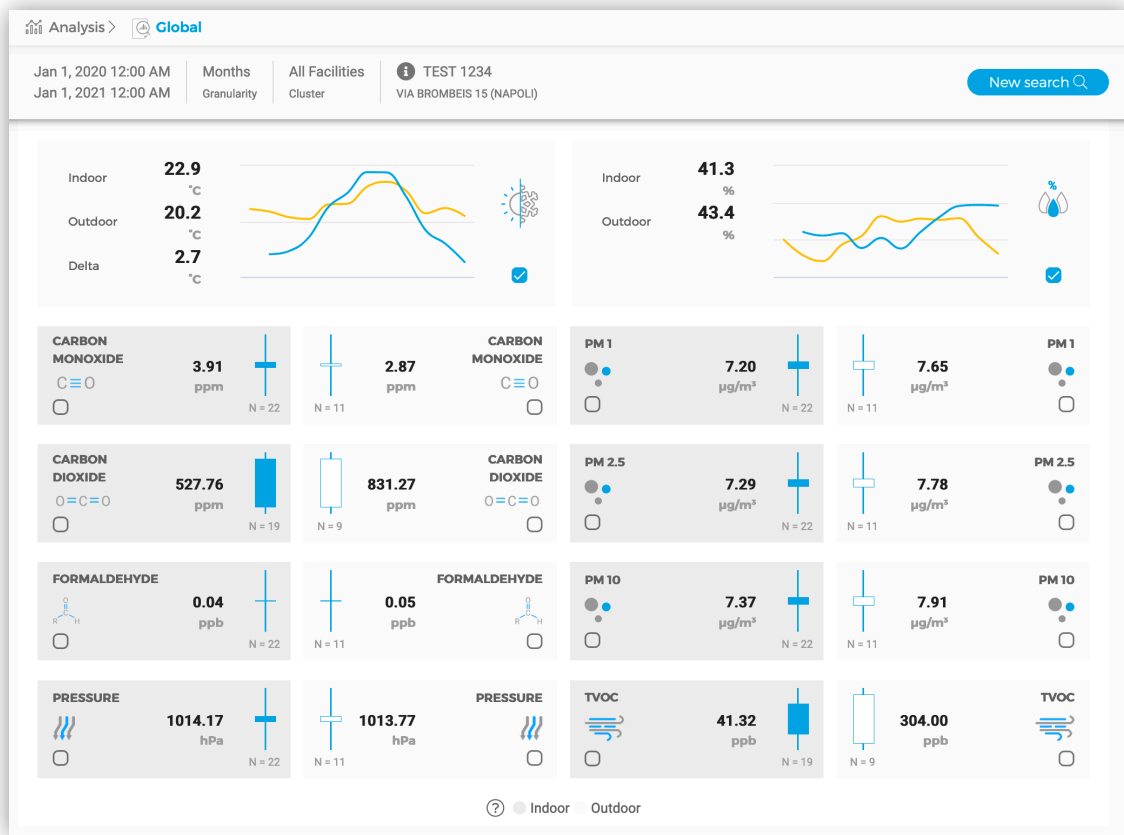 Analysis
Global
Jan 1, 2020 12:00 AM
Jan 1, 2021 12:00 AM
Months
Granularity
All Facilities
Cluster
i TEST 1234
VIA BROMBEIS 15 (NAPOLI)
New search
Indoor 22.9
°C
Outdoor 20.2
°C
Delta 2.7
°C
Indoor 41.3
%
Outdoor 43.4
%
%
CARBON
MONOXIDE
C≡O
3.91
ppm
N = 22
2.87
ppm
N = 11
CARBON
MONOXIDE
C≡O
PM 1
7.20
µg/m³
N = 22
7.65
µg/m³
N = 11
PM 1
CARBON
DIOXIDE
O=C=O
527.76
ppm
N = 19
831.27
ppm
N = 9
CARBON
DIOXIDE
O=C=O
PM 2.5
7.29
µg/m³
N = 22
7.78
µg/m³
N = 11
PM 2.5
FORMALDEHYDE
O
C
R H
0.04
ppb
N = 22
0.05
ppb
N = 11
FORMALDEHYDE
O
C
R H
PM 10
7.37
µg/m³
N = 22
7.91
µg/m³
N = 11
PM 10
PRESSURE
1014.17
hPa
N = 22
1013.77
hPa
N = 11
PRESSURE
TVOC
41.32
ppb
N = 19
304.00
ppb
N = 9
TVOC
? Indoor Outdoor